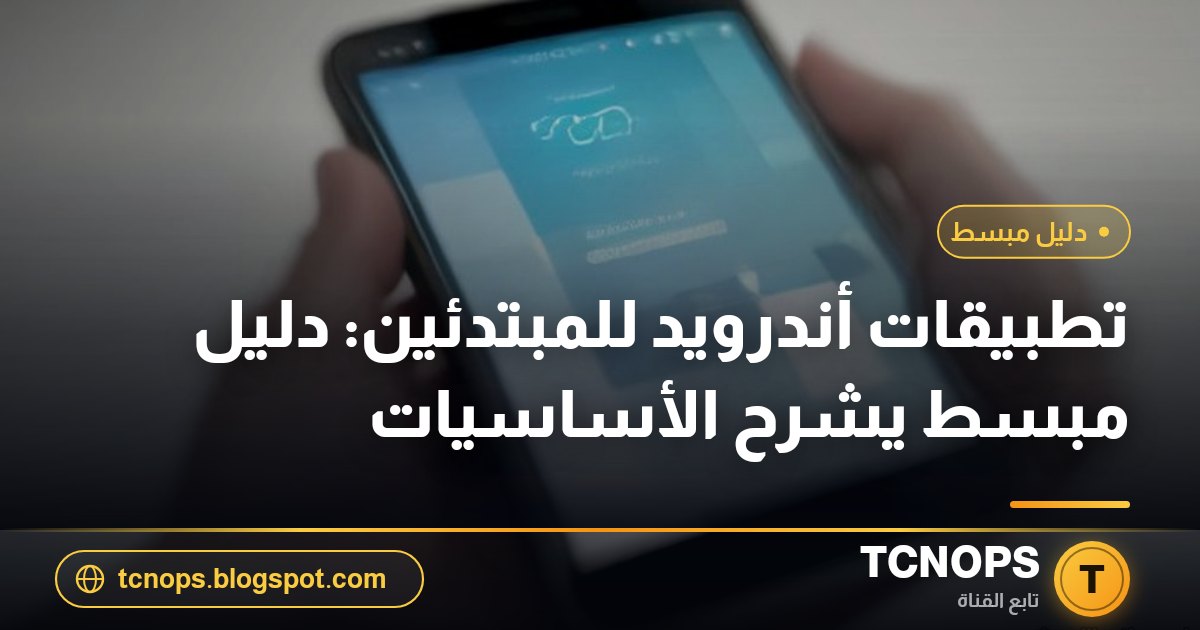 دليل مبسط
تطبيقات أندرويد للمبتدئين: دليل
مبسط يشرح الأساسيات
TCNOPS
تابع القناة
T
tcnops.blogspot.com